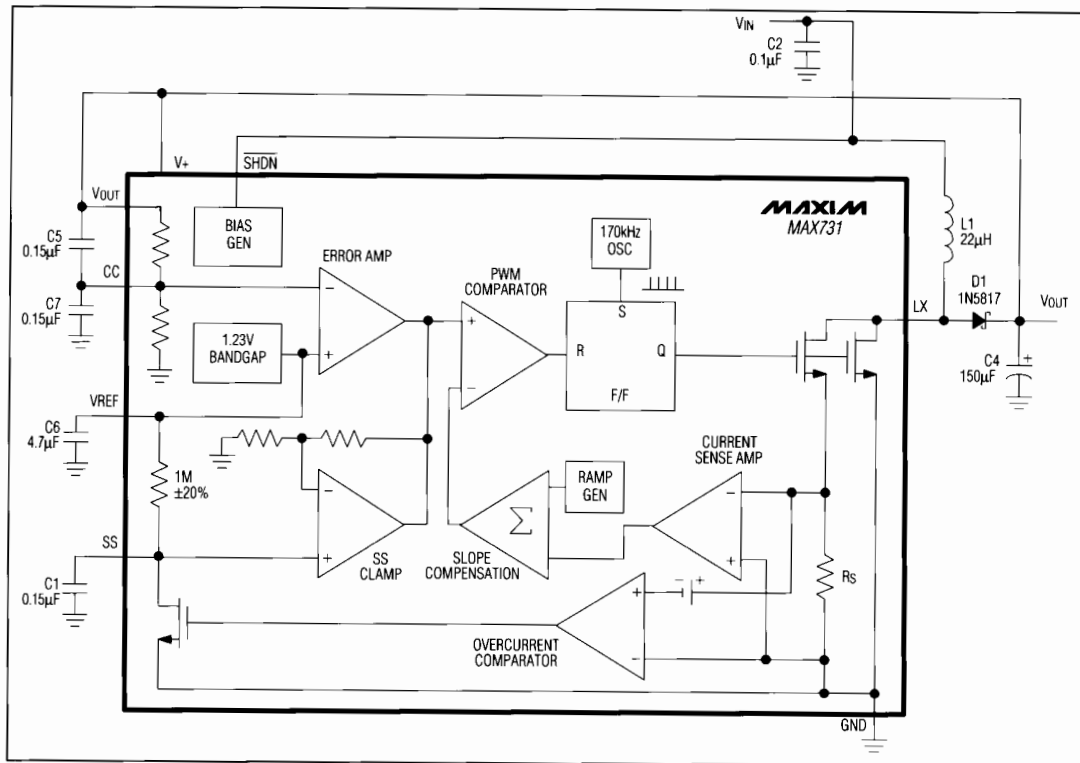 VIN
C2
0.1µF
V+
SHDN
VOUT
C5
0.15µF
CC
C7
0.15µF
BIAS
GEN
ERROR AMP
−
+
1.23V
BANDGAP
VREF
C6
4.7µF
1M
±20%
SS
C1
0.15µF
−
+
SS
CLAMP
PWM
COMPARATOR
+
−
170kHz
OSC
S
R
Q
F/F
MAXIM
MAX731
L1
22µH
D1
1N5817
LX
VOUT
+
C4
150µF
CURRENT
SENSE AMP
−
+
RAMP
GEN
Σ
SLOPE
COMPENSATION
RS
− +
+
−
OVERCURRENT
COMPARATOR
GND